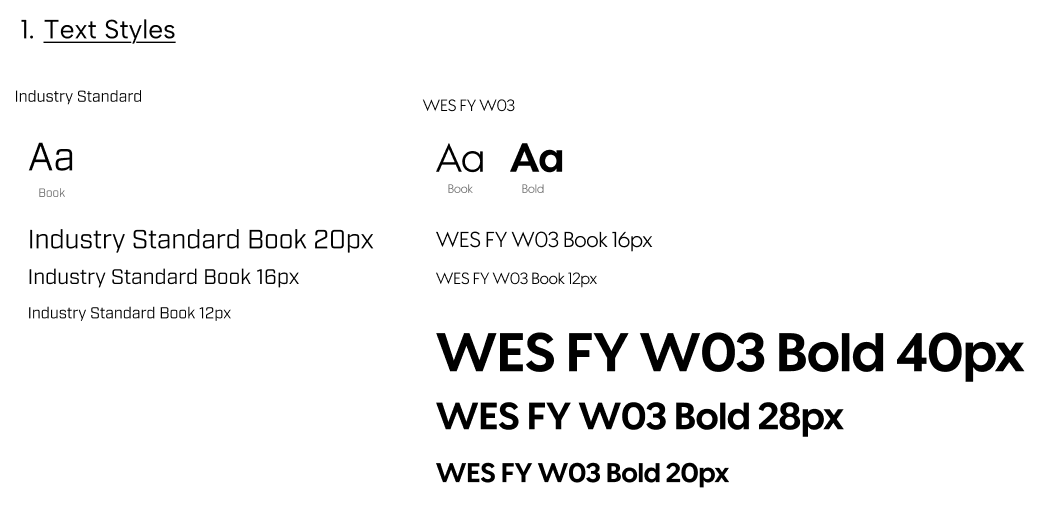 1. Text Styles
Industry Standard
Aa
Book
Industry Standard Book 20px
Industry Standard Book 16px
Industry Standard Book 12px
WES FY W03
Aa Aa
Book Bold
WES FY W03 Book 16px
WES FY W03 Book 12px
WES FY W03 Bold 40px
WES FY W03 Bold 28px
WES FY W03 Bold 20px